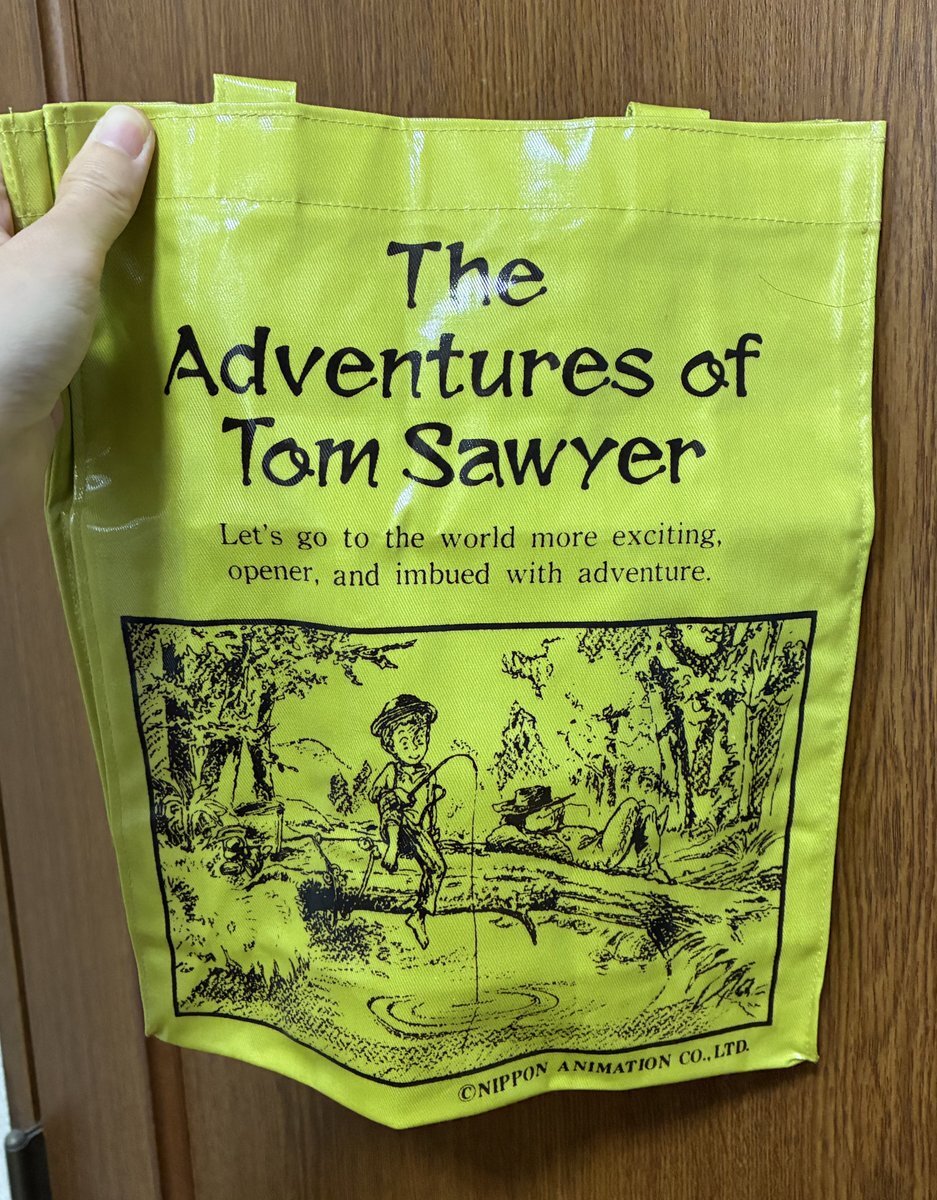 The
Adventures of
Tom Sawyer
Let's go to the world more exciting,
opener, and imbued with adventure.
©NIPPON ANIMATION CO.,LTD.